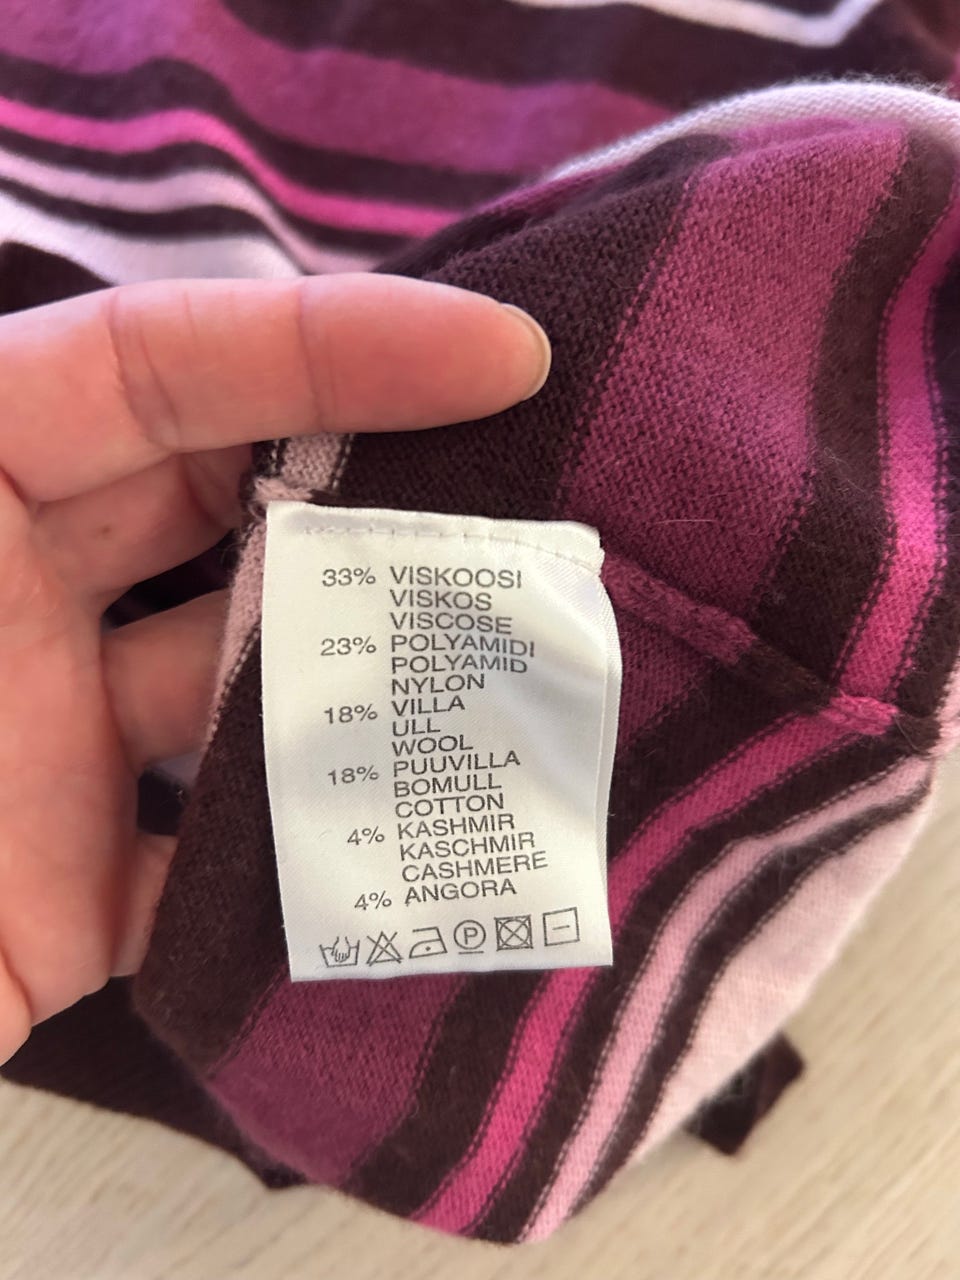 33% VISKOOSI
VISKOS
VISCOSE
23% POLYAMIDI
POLYAMID
NYLON
18% VILLA
ULL
WOOL
18% PUUVILLA
BOMULL
COTTON
4% KASHMIR
KASCHMIR
CASHMERE
4% ANGORA
P